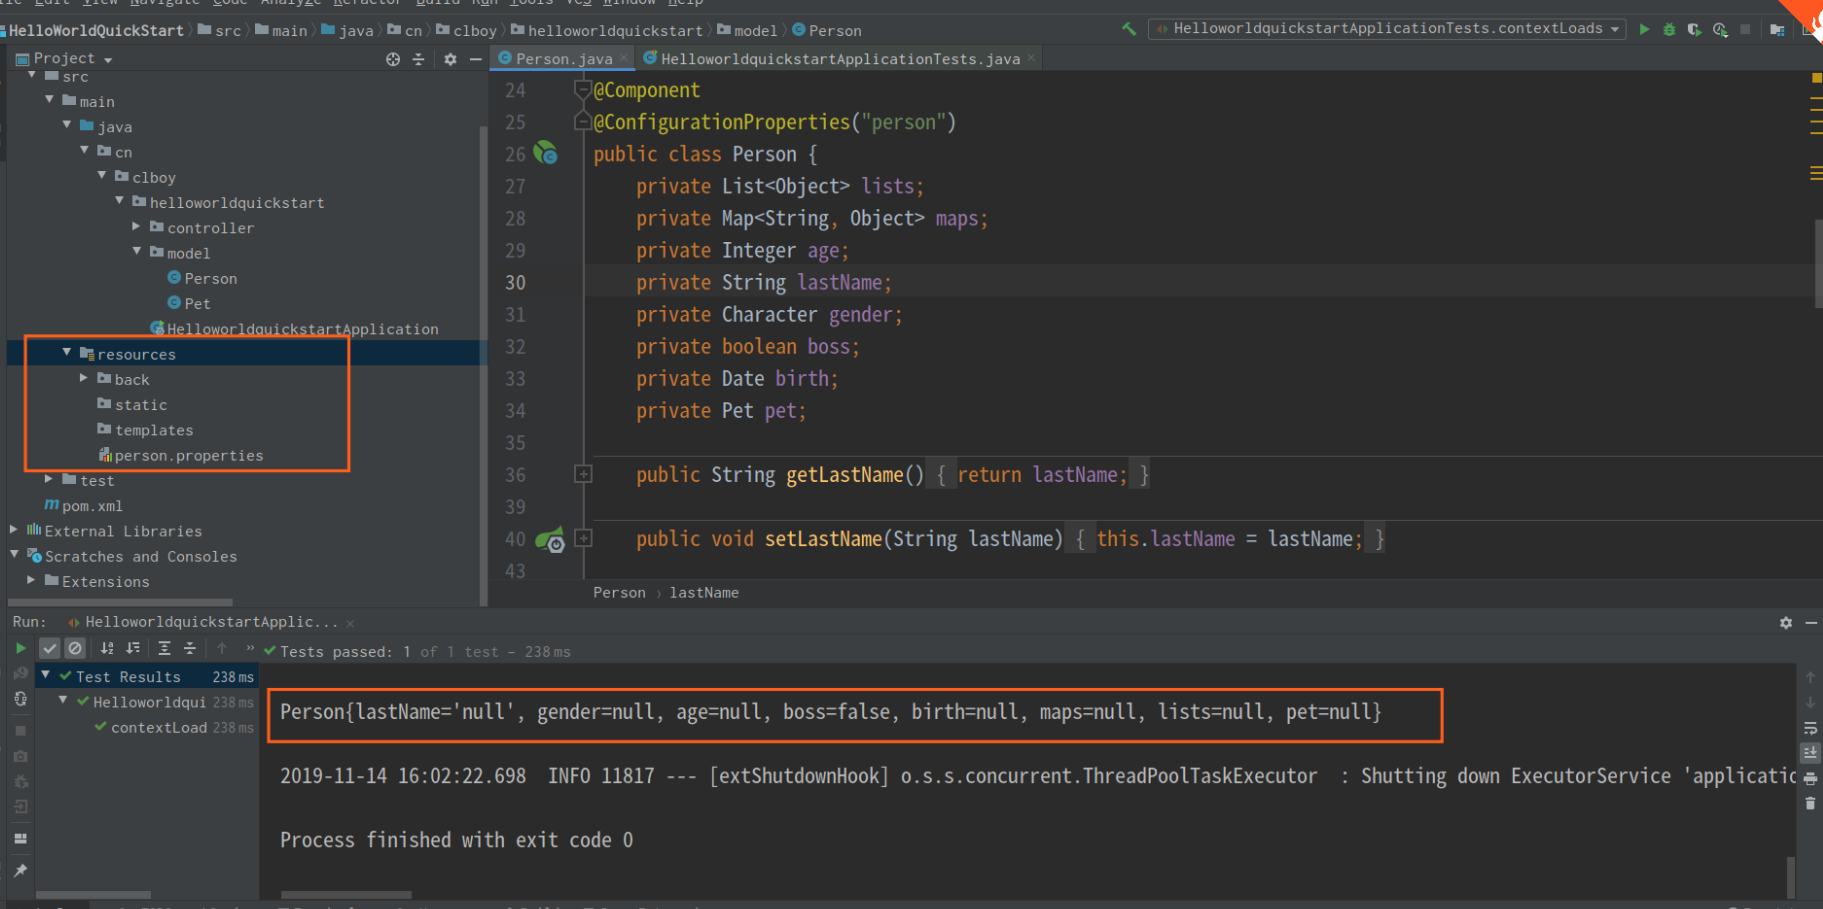 HelloWorldQuickStart > src > main > java > cn > clboy > helloworldquickstart > model > Person
HelloworldquickstartApplicationTests.contextLoads
Project
Person.java
HelloworldquickstartApplicationTests.java
src
main
java
cn
clboy
helloworldquickstart
controller
model
Person
Pet
HelloworldquickstartApplication
resources
back
static
templates
person.properties
test
pom.xml
External Libraries
Scratches and Consoles
Extensions
24 @Component
25 @ConfigurationProperties("person")
26 public class Person {
27 private List<Object> lists;
28 private Map<String, Object> maps;
29 private Integer age;
30 private String lastName;
31 private Character gender;
32 private boolean boss;
33 private Date birth;
34 private Pet pet;
35
36 public String getLastName() { return lastName; }
39
40 public void setLastName(String lastName) { this.lastName = lastName; }
43
Person > lastName
Run: HelloworldquickstartApplic...
Tests passed: 1 of 1 test – 238 ms
Test Results 238 ms
Helloworldqui 238 ms
contextLoad 238 ms
Person{lastName='null', gender=null, age=null, boss=false, birth=null, maps=null, lists=null, pet=null}
2019-11-14 16:02:22.698 INFO 11817 --- [extShutdownHook] o.s.s.concurrent.ThreadPoolTaskExecutor : Shutting down ExecutorService 'applicatio
Process finished with exit code 0